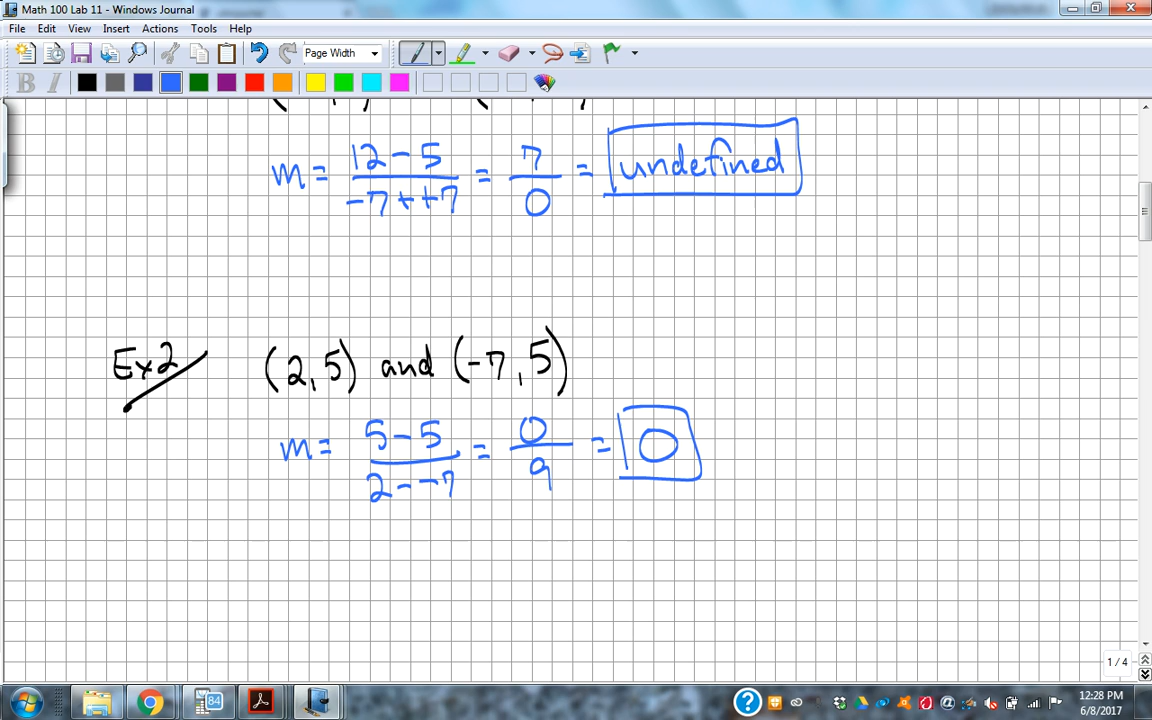 Math 100 Lab 11 - Windows Journal
File Edit View Insert Actions Tools Help
Page Width
B I
m = 12 - 5 / -7 + +7 = 7 / 0 = undefined
Ex2 (2, 5) and (-7, 5)
m = 5 - 5 / 2 - -7 = 0 / 9 = 0
1 / 4
84
12:28 PM
6/8/2017